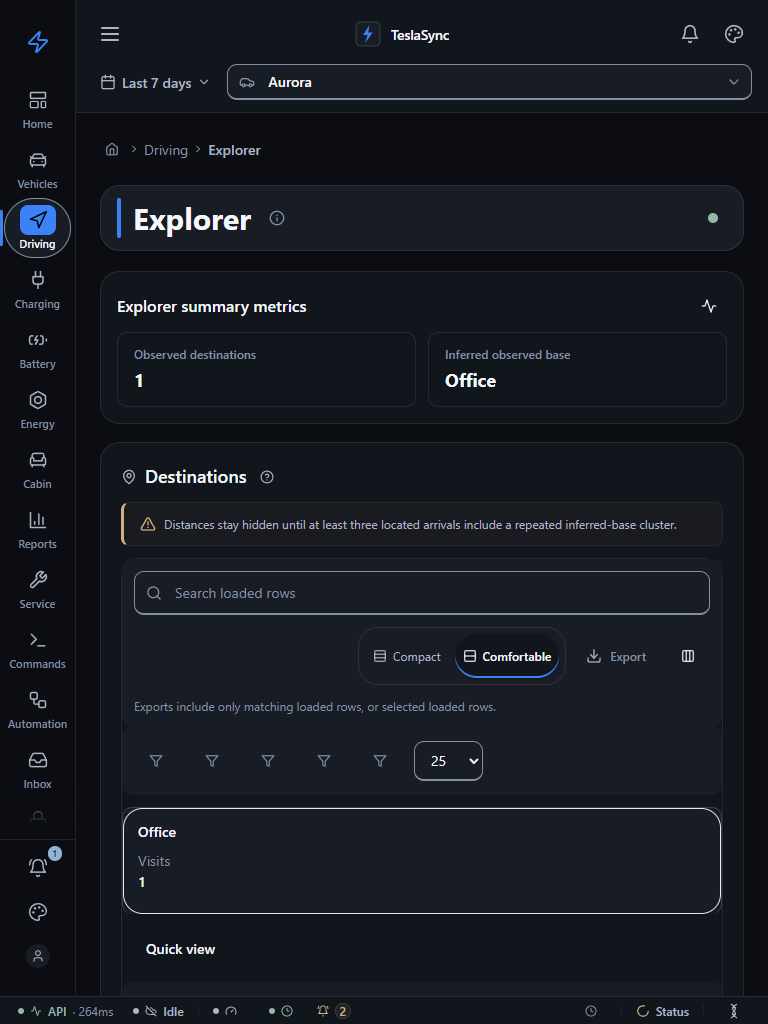 TeslaSync
Last 7 days
Aurora
Home
Vehicles
Driving
Charging
Battery
Energy
Cabin
Reports
Service
Commands
Automation
Inbox
1
Driving
Explorer
Explorer
Explorer summary metrics
Observed destinations
1
Inferred observed base
Office
Destinations
Distances stay hidden until at least three located arrivals include a repeated inferred-base cluster.
Search loaded rows
Compact
Comfortable
Export
Exports include only matching loaded rows, or selected loaded rows.
25
Office
Visits
1
Quick view
API · 264ms
Idle
2
Status